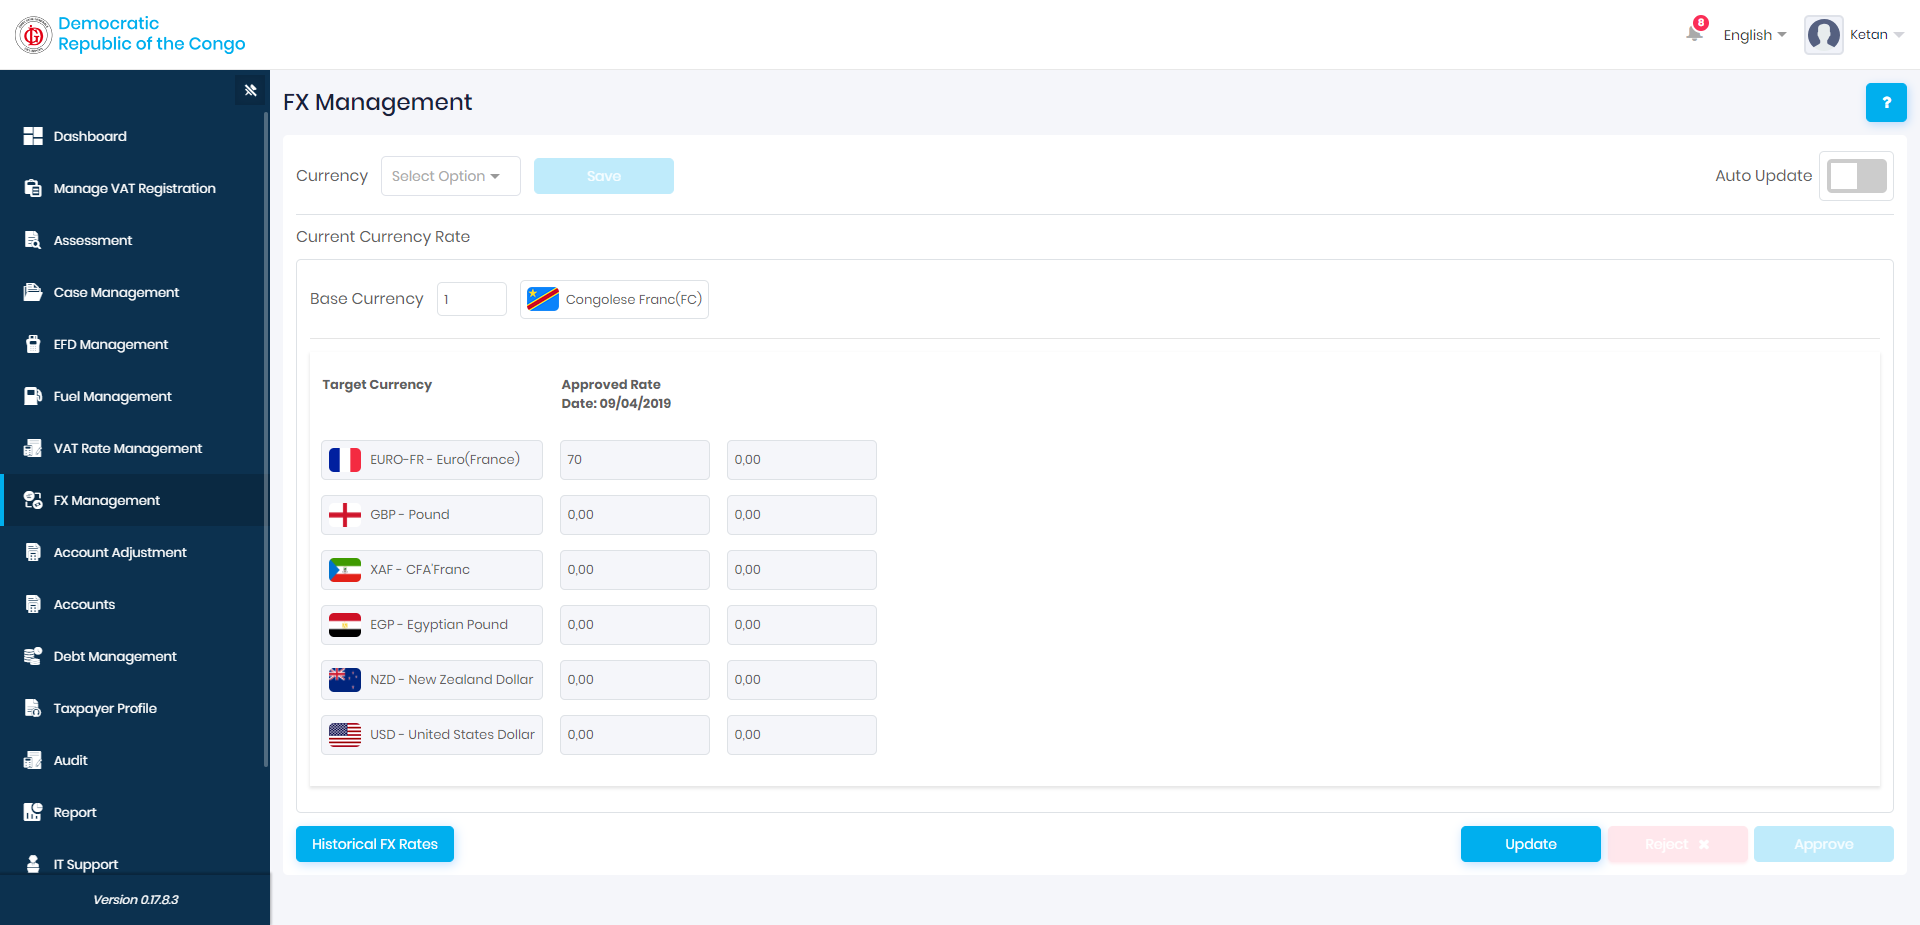 Democratic
Republic of the Congo
8
English
Ketan
Dashboard
Manage VAT Registration
Assessment
Case Management
EFD Management
Fuel Management
VAT Rate Management
FX Management
Account Adjustment
Accounts
Debt Management
Taxpayer Profile
Audit
Report
IT Support
Version 0.17.8.3
FX Management
?
Currency
Select Option
Save
Auto Update
Current Currency Rate
Base Currency
1
Congolese Franc(FC)
Target Currency
Approved Rate
Date: 09/04/2019
EURO-FR - Euro(France)
70
0,00
GBP - Pound
0,00
0,00
XAF - CFA'Franc
0,00
0,00
EGP - Egyptian Pound
0,00
0,00
NZD - New Zealand Dollar
0,00
0,00
USD - United States Dollar
0,00
0,00
Historical FX Rates
Update
Reject
Approve